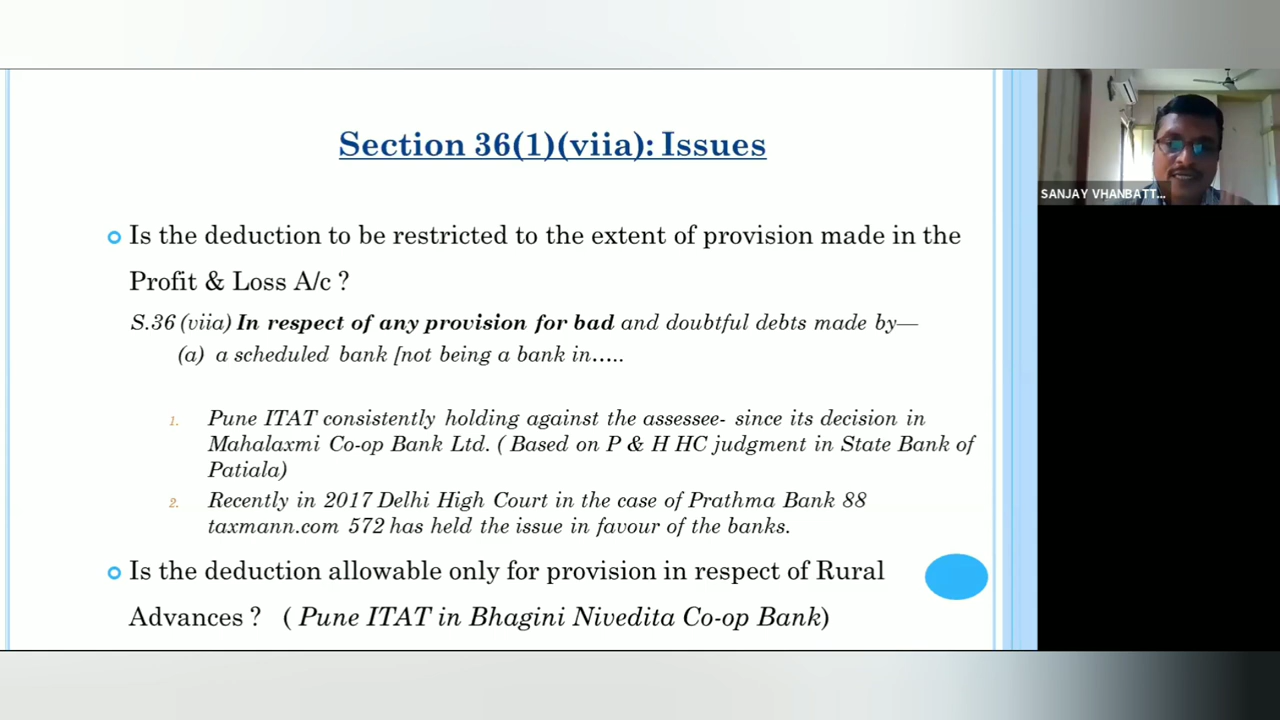 Section 36(1)(viia): Issues
SANJAY VHANBATT...
Is the deduction to be restricted to the extent of provision made in the
Profit & Loss A/c ?
S.36 (viia) In respect of any provision for bad and doubtful debts made by—
(a) a scheduled bank [not being a bank in…..
1. Pune ITAT consistently holding against the assessee- since its decision in
Mahalaxmi Co-op Bank Ltd. ( Based on P & H HC judgment in State Bank of
Patiala)
2. Recently in 2017 Delhi High Court in the case of Prathma Bank 88
taxmann.com 572 has held the issue in favour of the banks.
Is the deduction allowable only for provision in respect of Rural
Advances ? ( Pune ITAT in Bhagini Nivedita Co-op Bank)